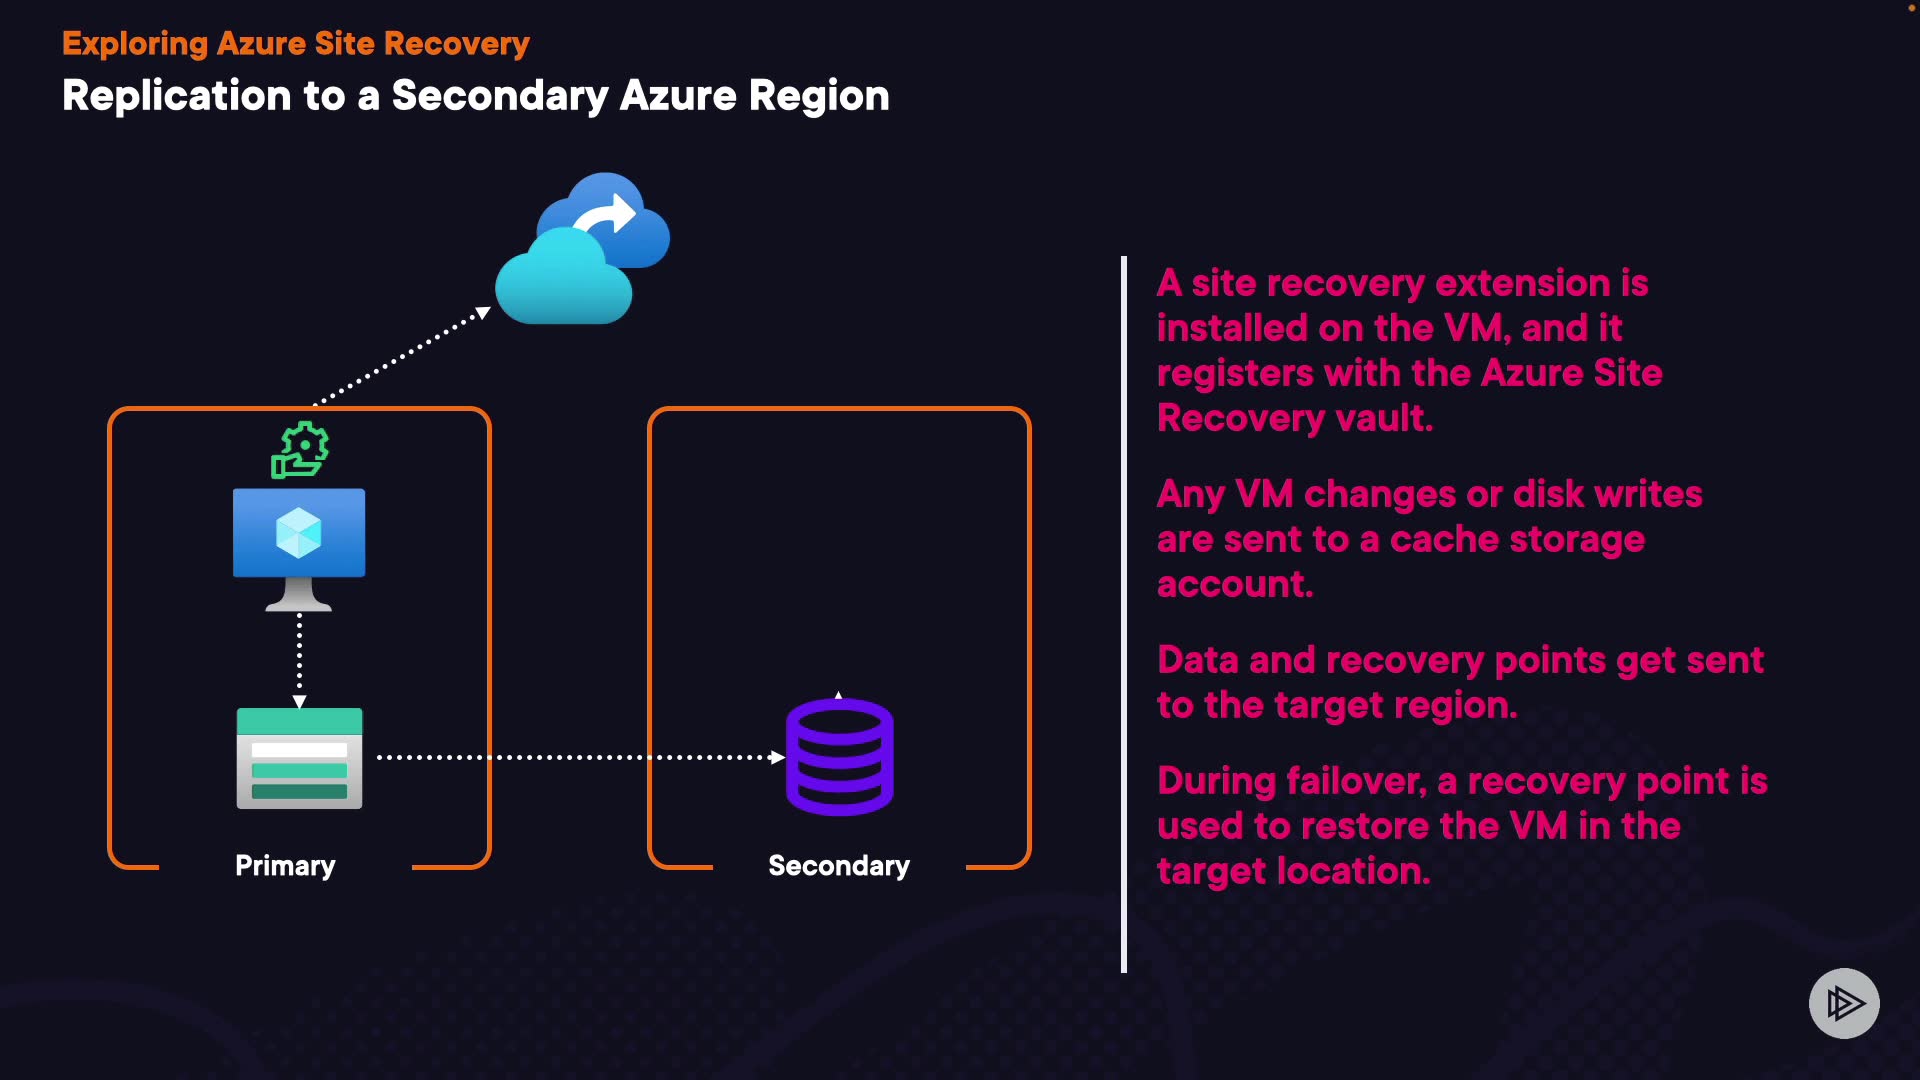 Exploring Azure Site Recovery
Replication to a Secondary Azure Region
Primary
Secondary
A site recovery extension is
installed on the VM, and it
registers with the Azure Site
Recovery vault.
Any VM changes or disk writes
are sent to a cache storage
account.
Data and recovery points get sent
to the target region.
During failover, a recovery point is
used to restore the VM in the
target location.